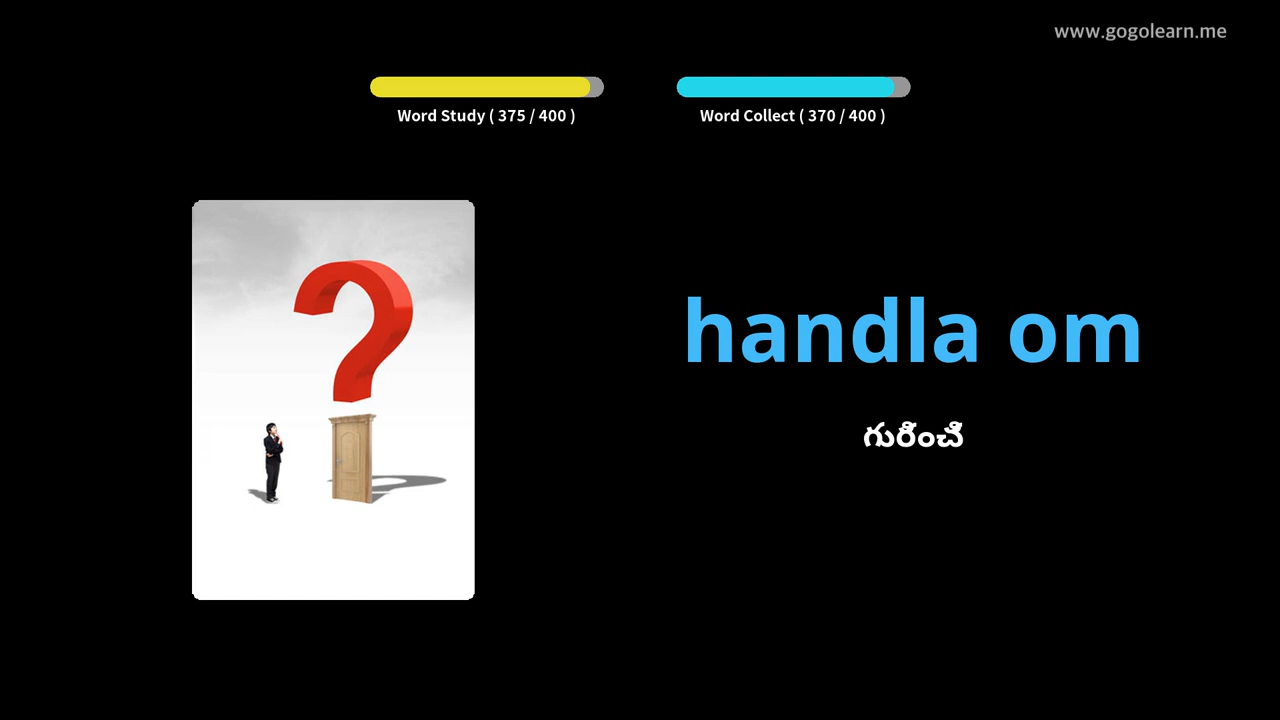 www.gogolearn.me
Word Study ( 375 / 400 )
Word Collect ( 370 / 400 )
handla om
గురించి